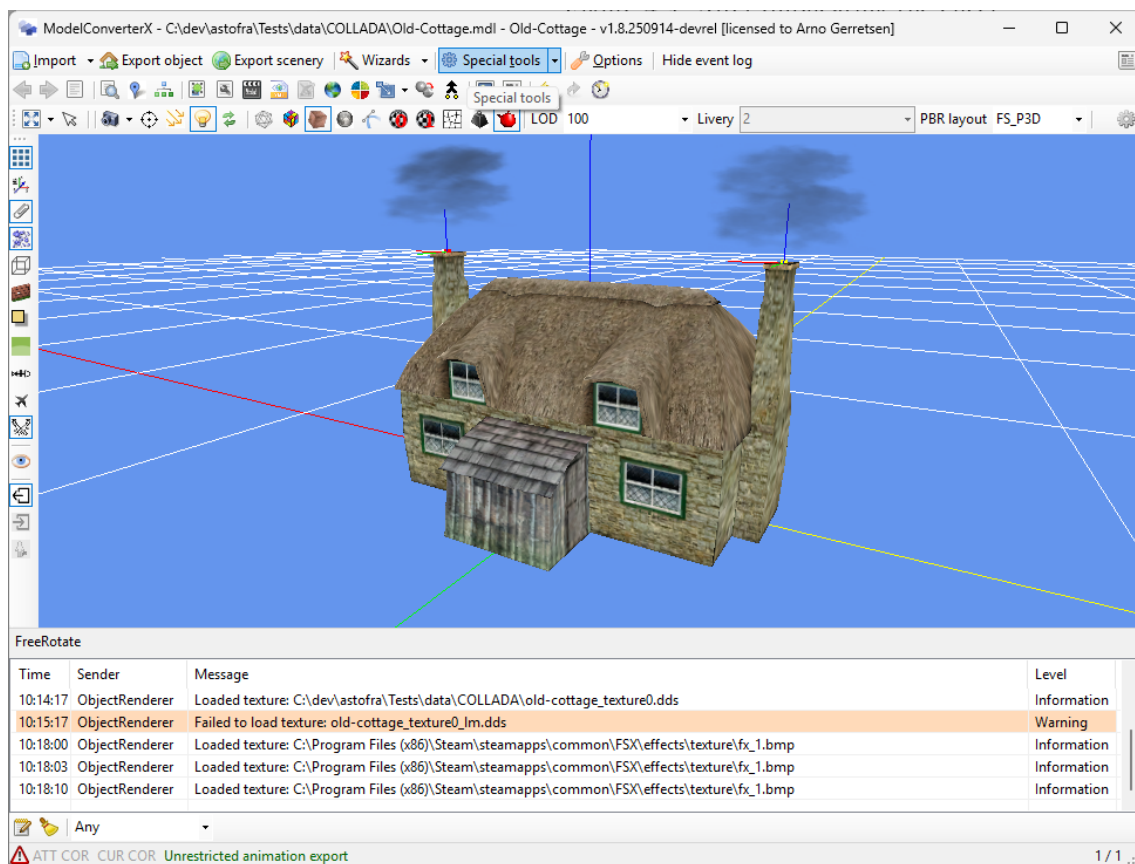 ModelConverterX - C:\dev\astofra\Tests\data\COLLADA\Old-Cottage.mdl - Old-Cottage - v1.8.250914-devrel [licensed to Arno Gerretsen]
Import Export object Export scenery Wizards Special tools Options Hide event log
Special tools
LOD 100 Livery 2 PBR layout FS_P3D
FreeRotate
Time Sender Message Level
10:14:17 ObjectRenderer Loaded texture: C:\dev\astofra\Tests\data\COLLADA\old-cottage_texture0.dds Information
10:15:17 ObjectRenderer Failed to load texture: old-cottage_texture0_lm.dds Warning
10:18:00 ObjectRenderer Loaded texture: C:\Program Files (x86)\Steam\steamapps\common\FSX\effects\texture\fx_1.bmp Information
10:18:03 ObjectRenderer Loaded texture: C:\Program Files (x86)\Steam\steamapps\common\FSX\effects\texture\fx_1.bmp Information
10:18:10 ObjectRenderer Loaded texture: C:\Program Files (x86)\Steam\steamapps\common\FSX\effects\texture\fx_1.bmp Information
Any
ATT COR CUR COR Unrestricted animation export 1 / 1